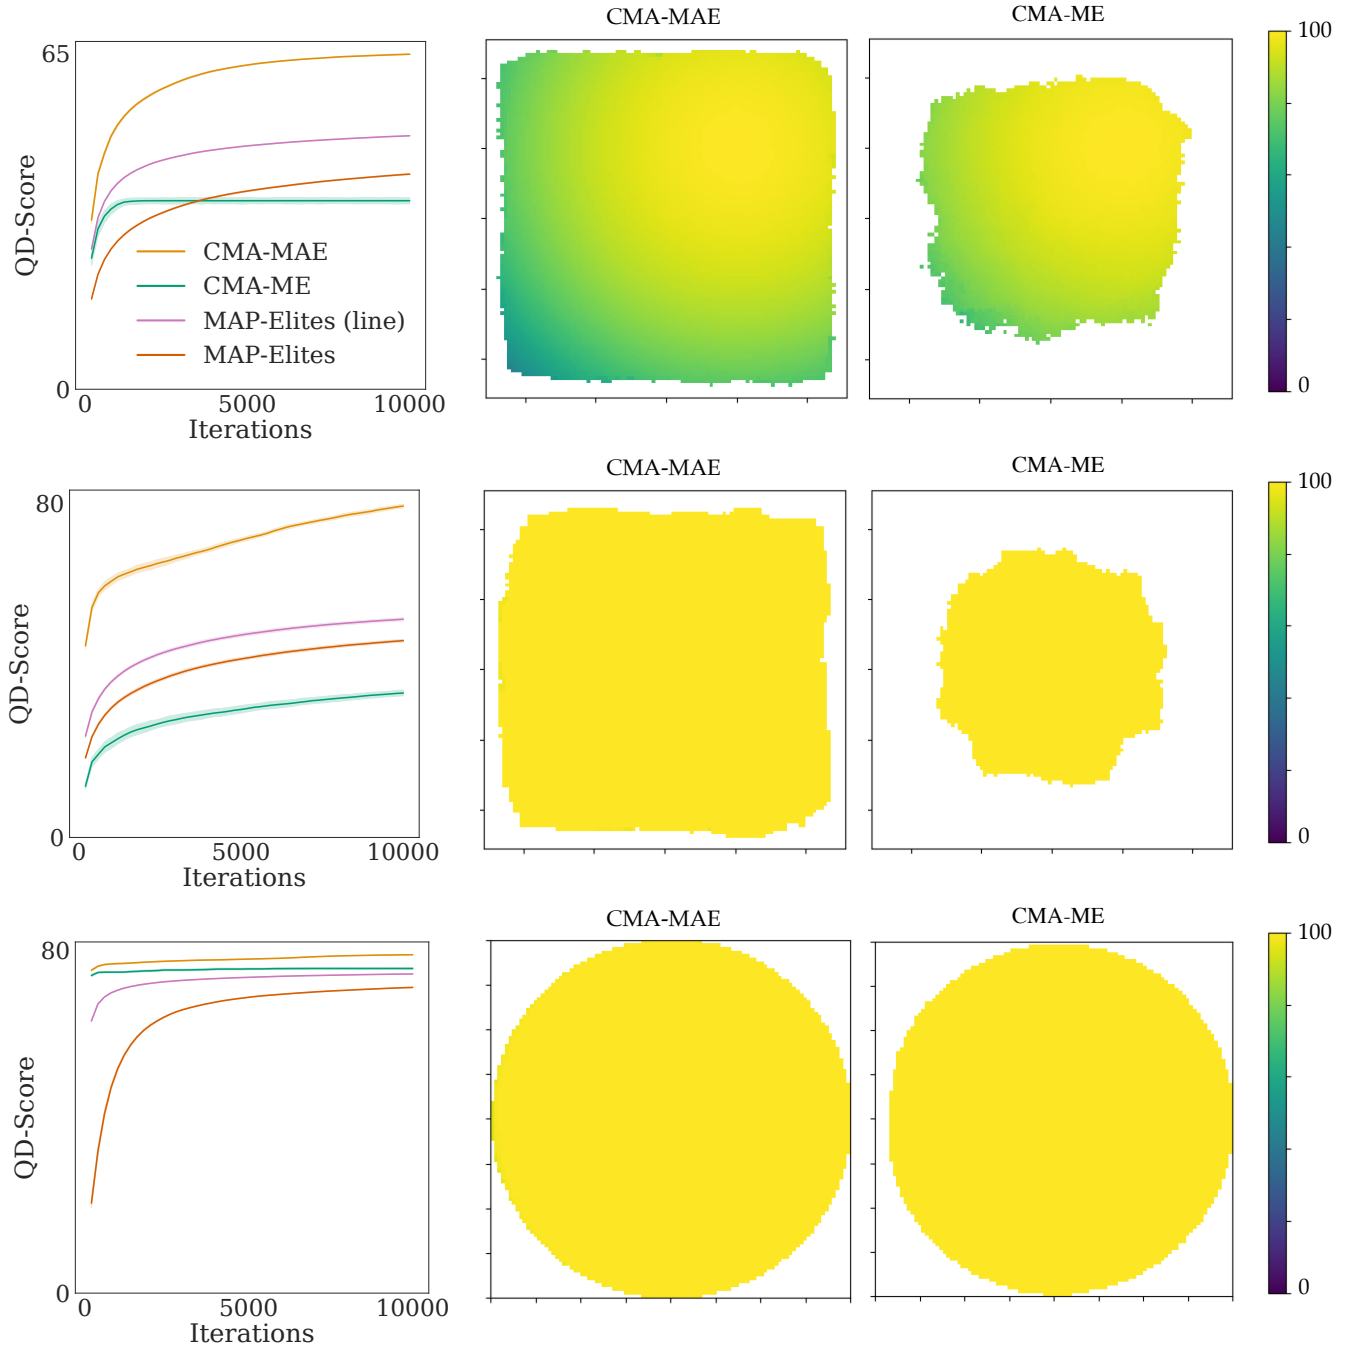 CMA-MAE
CMA-ME
65
QD-Score
CMA-MAE
CMA-ME
MAP-Elites (line)
MAP-Elites
0
0 5000 10000
Iterations
100
0
CMA-MAE
CMA-ME
80
QD-Score
0
0 5000 10000
Iterations
100
0
CMA-MAE
CMA-ME
80
QD-Score
0
0 5000 10000
Iterations
100
0